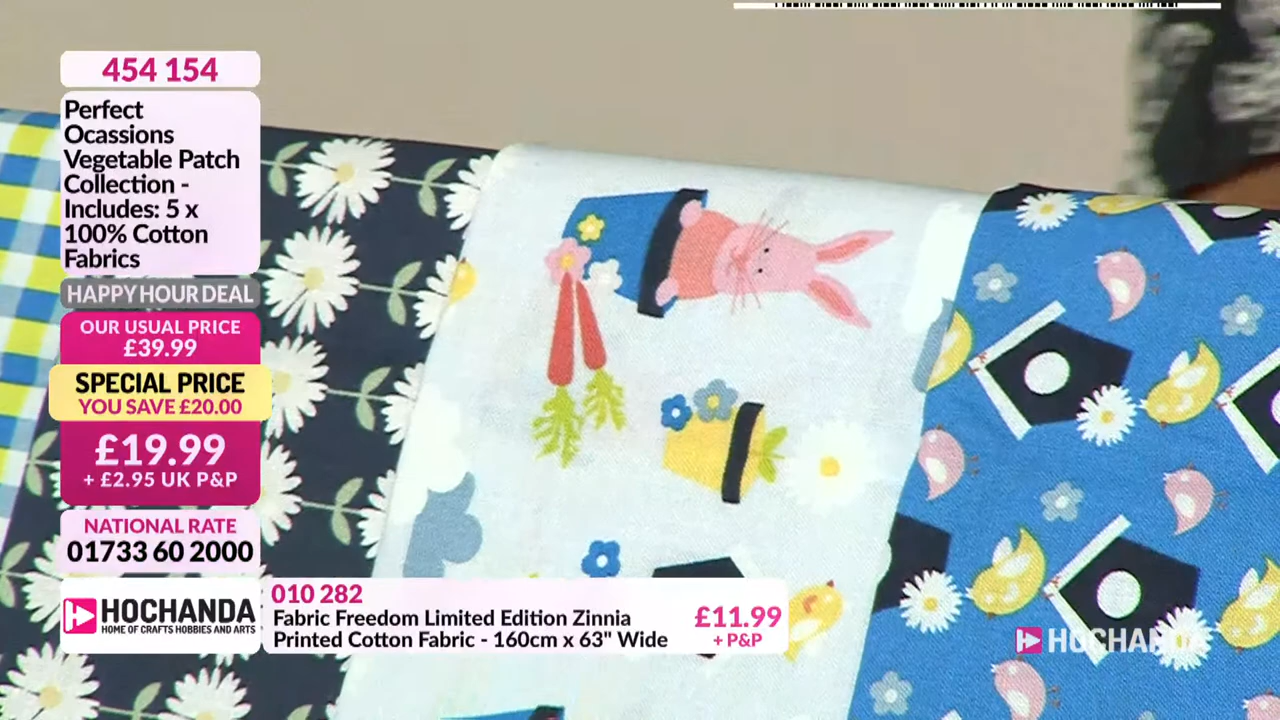 454 154
Perfect
Ocassions
Vegetable Patch
Collection -
Includes: 5 x
100% Cotton
Fabrics
HAPPY HOUR DEAL
OUR USUAL PRICE
£39.99
SPECIAL PRICE
YOU SAVE £20.00
£19.99
+ £2.95 UK P&P
NATIONAL RATE
01733 60 2000
HOCHANDA
HOME OF CRAFTS HOBBIES AND ARTS
010 282
Fabric Freedom Limited Edition Zinnia
Printed Cotton Fabric - 160cm x 63" Wide
£11.99
+ P&P
HOCHANDA